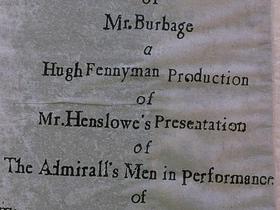 of
Mr. Burbage
a
Hugh Fennyman Production
of
Mr. Henslowe's Presentation
of
The Admirall's Men in Performance
of